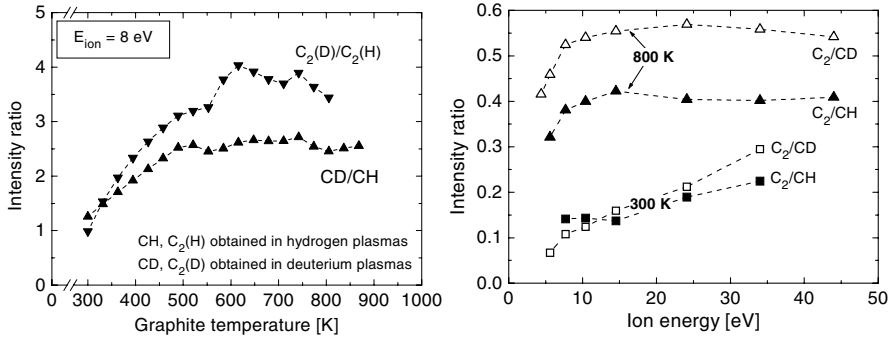 E_ion = 8 eV
C₂(D)/C₂(H)
CD/CH
CH, C₂(H) obtained in hydrogen plasmas
CD, C₂(D) obtained in deuterium plasmas
Intensity ratio
5
4
3
2
1
0
300 400 500 600 700 800 900 1000
Graphite temperature [K]
Intensity ratio
0.6
0.5
0.4
0.3
0.2
0.1
0.0
C₂/CD
800 K
C₂/CH
C₂/CD
C₂/CH
300 K
0 10 20 30 40 50
Ion energy [eV]